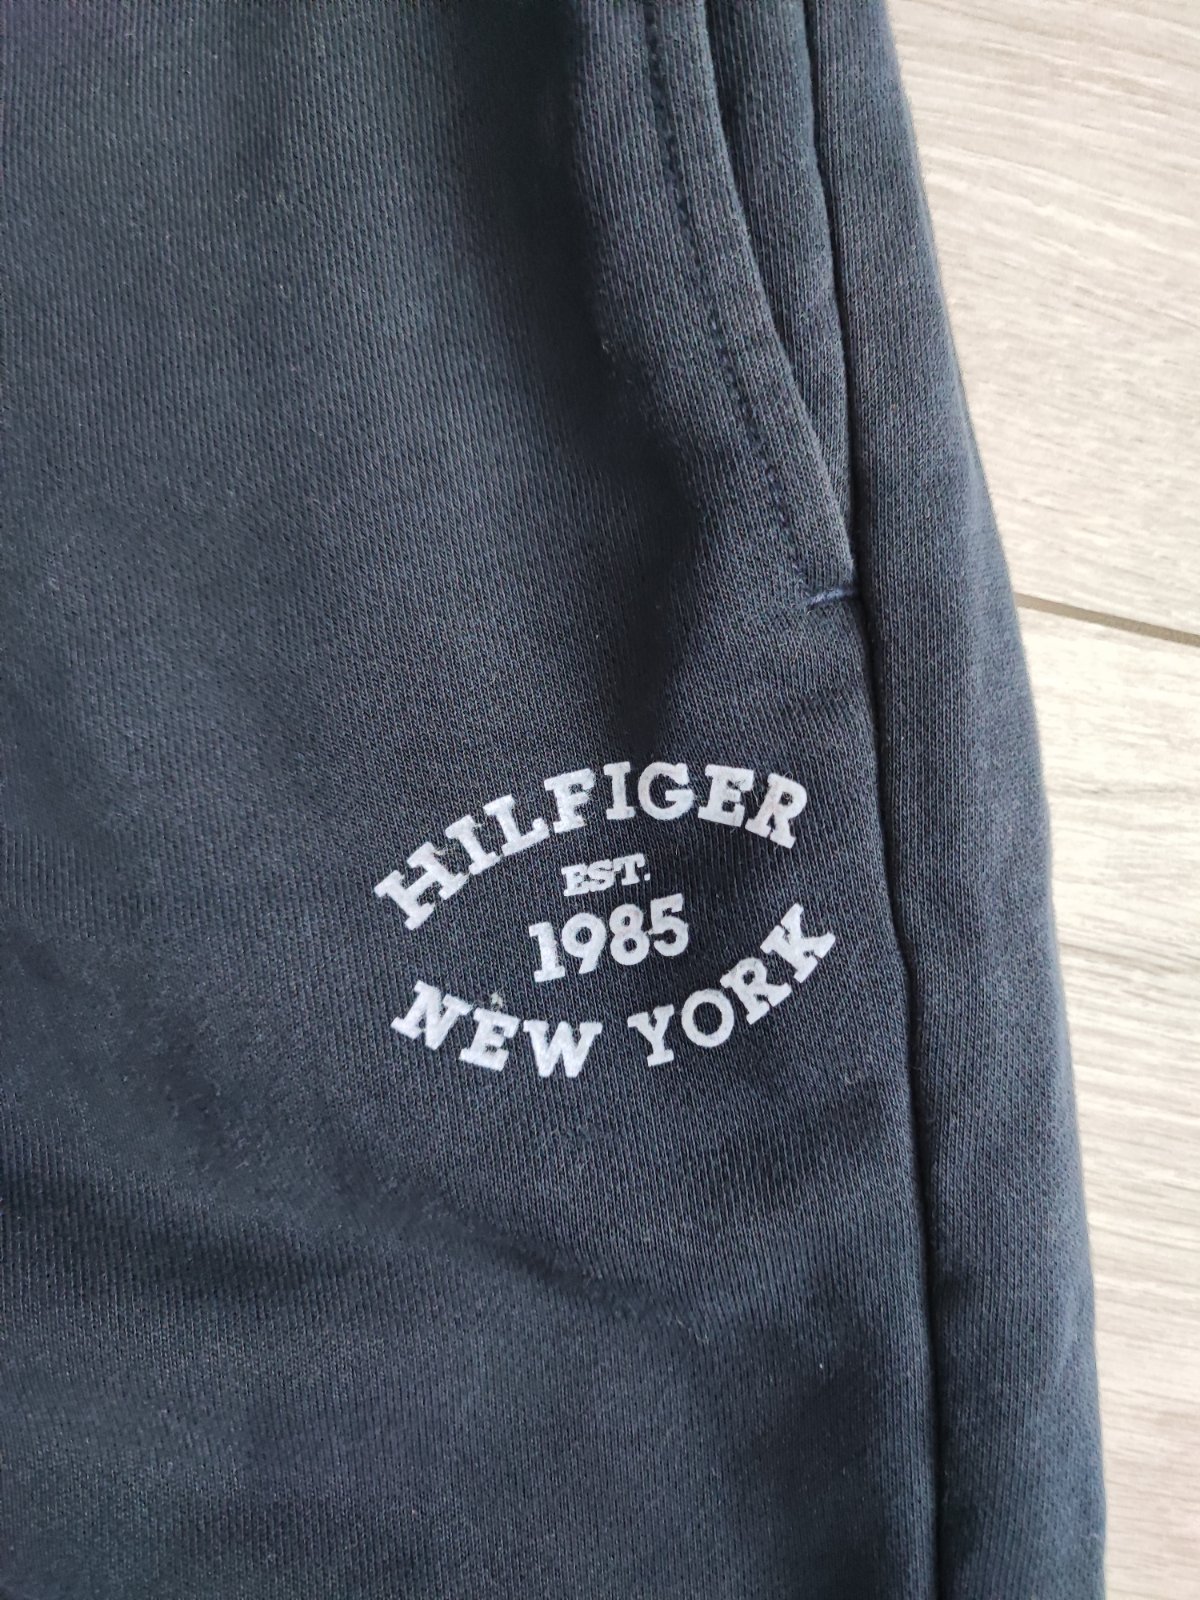 HILFIGER
EST.
1985
NEW YORK